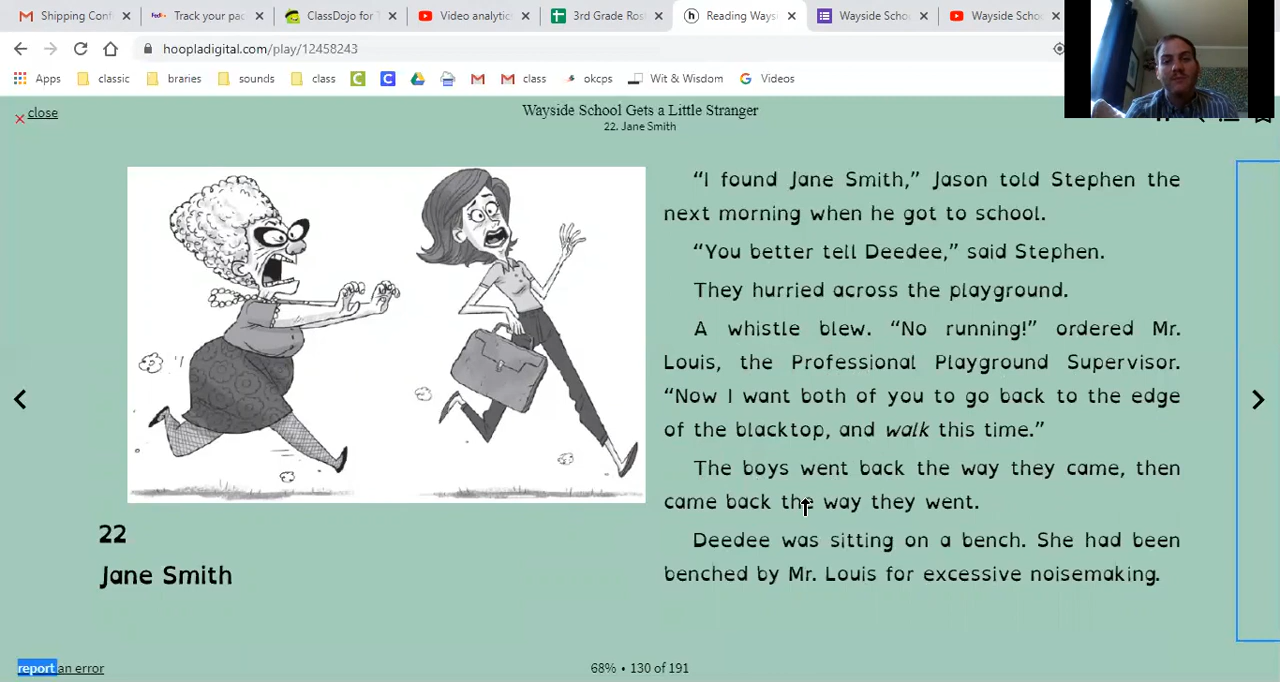 Shipping Conf
Track your pac
ClassDojo for T
Video analytic
3rd Grade Ros
Reading Ways
Wayside Schoo
Wayside Schoo
hoopladigital.com/play/12458243
Apps
classic
braries
sounds
class
class
okcps
Wit & Wisdom
Videos
close
Wayside School Gets a Little Stranger
22. Jane Smith
22
Jane Smith
“I found Jane Smith,” Jason told Stephen the
next morning when he got to school.
“You better tell Deedee,” said Stephen.
They hurried across the playground.
A whistle blew. “No running!” ordered Mr.
Louis, the Professional Playground Supervisor.
“Now I want both of you to go back to the edge
of the blacktop, and walk this time.”
The boys went back the way they came, then
came back the way they went.
Deedee was sitting on a bench. She had been
benched by Mr. Louis for excessive noisemaking.
report an error
68% • 130 of 191